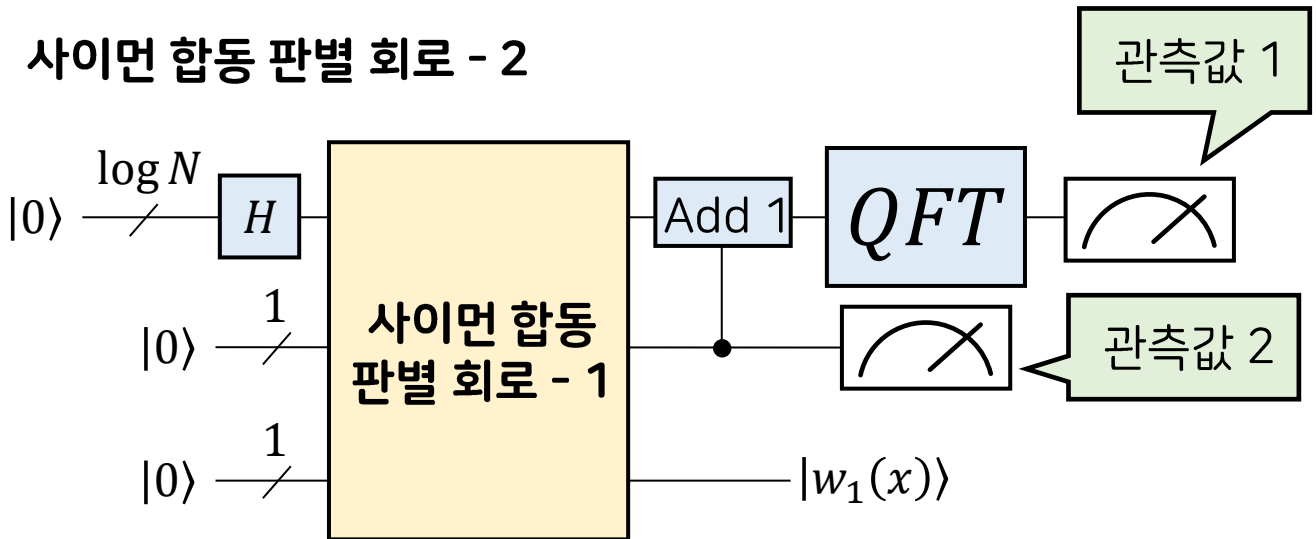 사이먼 합동 판별 회로 - 2
관측값 1
log N
|0⟩
H
Add 1
QFT
1
|0⟩
사이먼 합동
판별 회로 - 1
관측값 2
1
|0⟩
|w₁(x)⟩